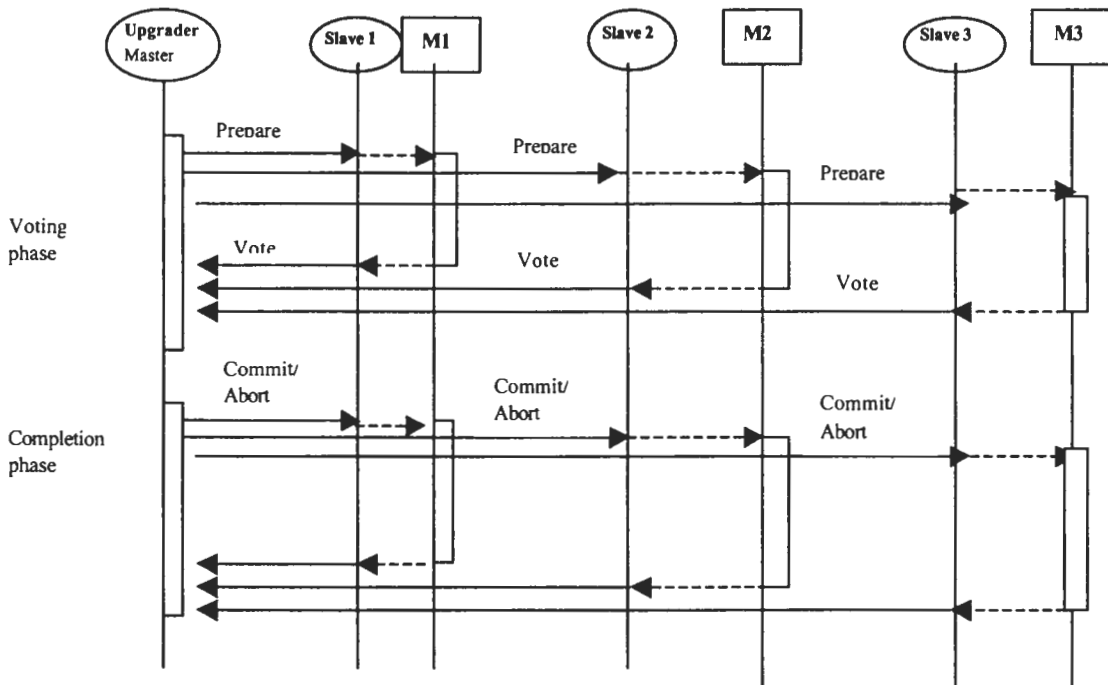 Upgrader
Master
Slave 1
M1
Slave 2
M2
Slave 3
M3
Prepare
Prepare
Prepare
Voting
phase
Vote
Vote
Vote
Commit/
Abort
Commit/
Abort
Commit/
Abort
Completion
phase